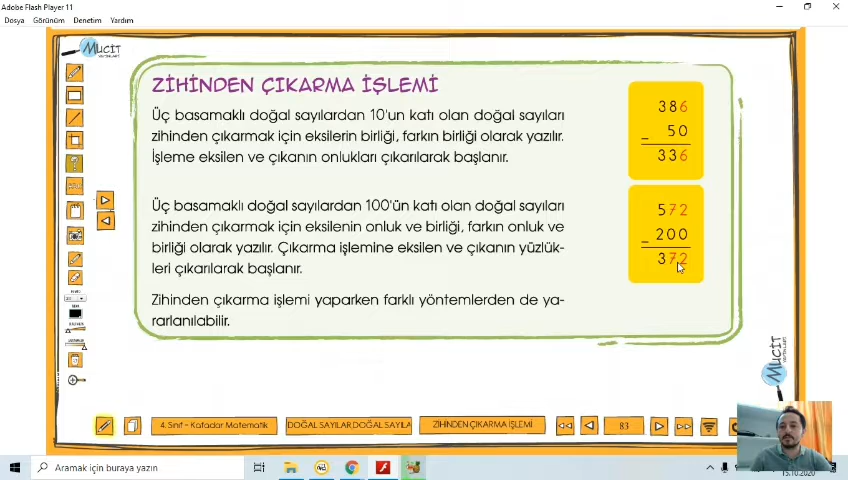 Adobe Flash Player 11
Dosya Görünüm Denetim Yardım
MUCİT
YAYINLARI
ZİHİNDEN ÇIKARMA İŞLEMİ
Üç basamaklı doğal sayılardan 10'un katı olan doğal sayıları
zihinden çıkarmak için eksilerin birliği, farkın birliği olarak yazılır.
İşleme eksilen ve çıkanın onlukları çıkarılarak başlanır.
386
_ 50
336
Üç basamaklı doğal sayılardan 100'ün katı olan doğal sayıları
zihinden çıkarmak için eksilenin onluk ve birliği, farkın onluk ve
birliği olarak yazılır. Çıkarma işlemine eksilen ve çıkanın yüzlük-
leri çıkarılarak başlanır.
572
_ 200
372
Zihinden çıkarma işlemi yaparken farklı yöntemlerden de ya-
rarlanılabilir.
MUCİT
4. Sınıf - Kafadar Matematik
DOĞAL SAYILAR,DOĞAL SAYILA
ZİHİNDEN ÇIKARMA İŞLEMİ
83
Aramak için buraya yazın
15.10.2020